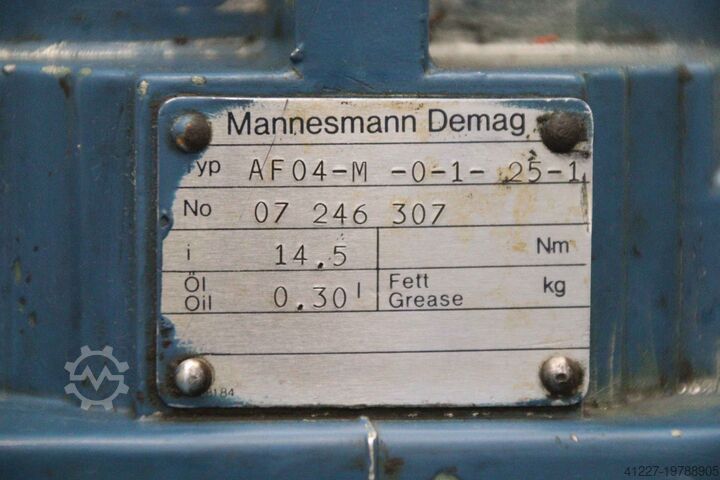 Mannesmann Demag
Typ AF04-M -0-1- .25-1
No 07 246 307
i 14.5 Nm
Öl
Oil 0.30 l
Fett
Grease kg
41227-19788905